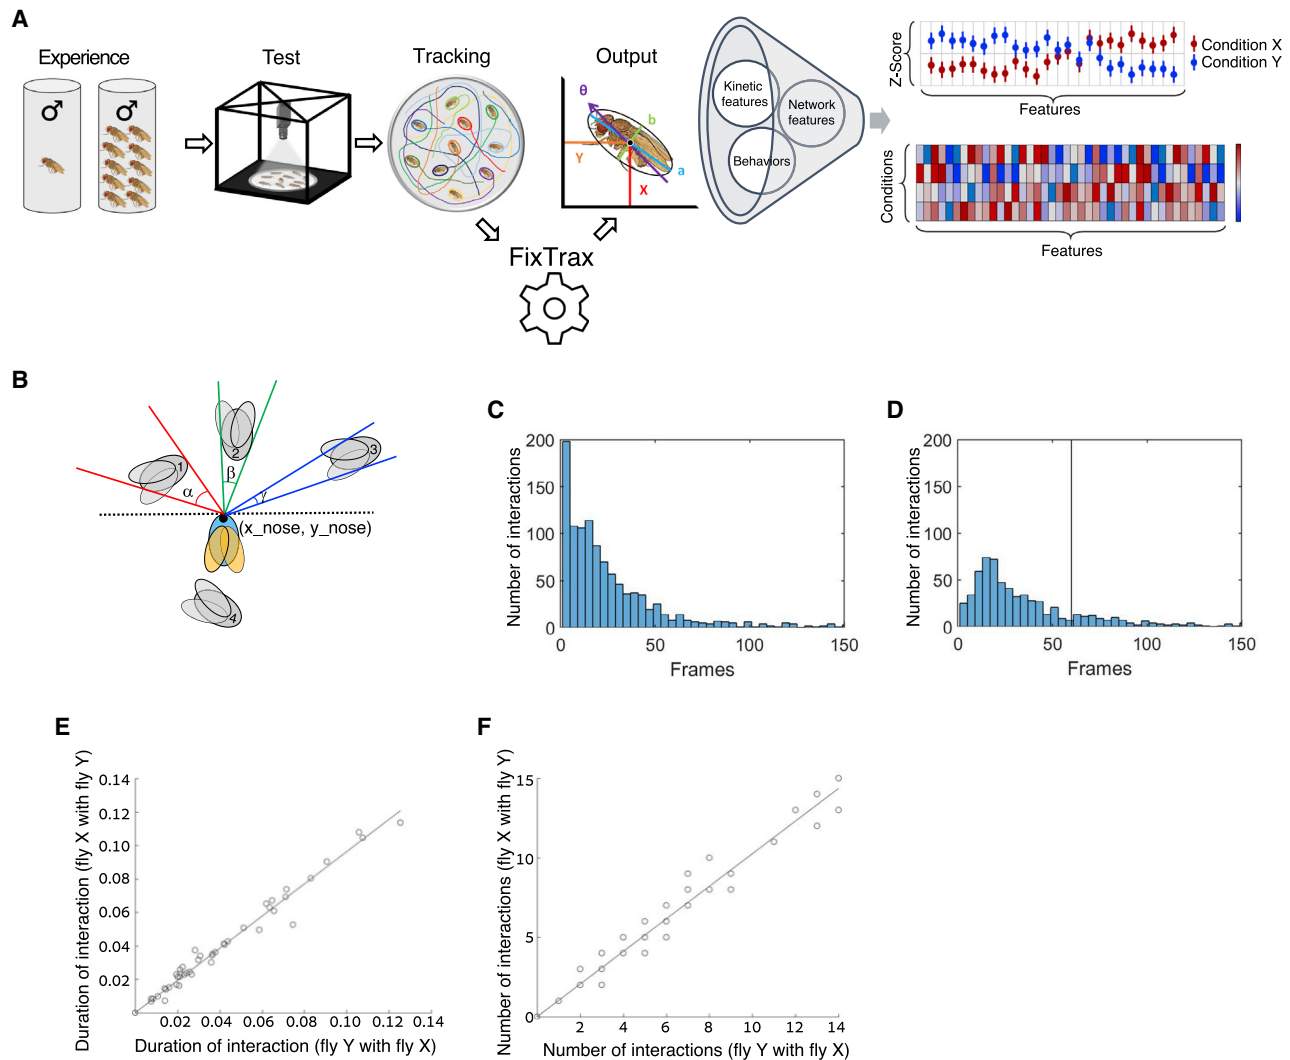 A
Experience
Test
Tracking
Output
♂
♂
θ
b
Y
a
X
Kinetic
features
Network
features
Behaviors
Z-Score
Condition X
Condition Y
Features
Conditions
Features
FixTrax
B
1
2
3
4
α
β
γ
(x_nose, y_nose)
C
Number of interactions
200
150
100
50
0
0
50
100
150
Frames
D
Number of interactions
200
150
100
50
0
0
50
100
150
Frames
E
Duration of interaction (fly X with fly Y)
0.14
0.12
0.10
0.08
0.06
0.04
0.02
0.02
0.04
0.06
0.08
0.10
0.12
0.14
Duration of interaction (fly Y with fly X)
F
Number of interactions (fly X with fly Y)
15
10
5
0
2
4
6
8
10
12
14
Number of interactions (fly Y with fly X)